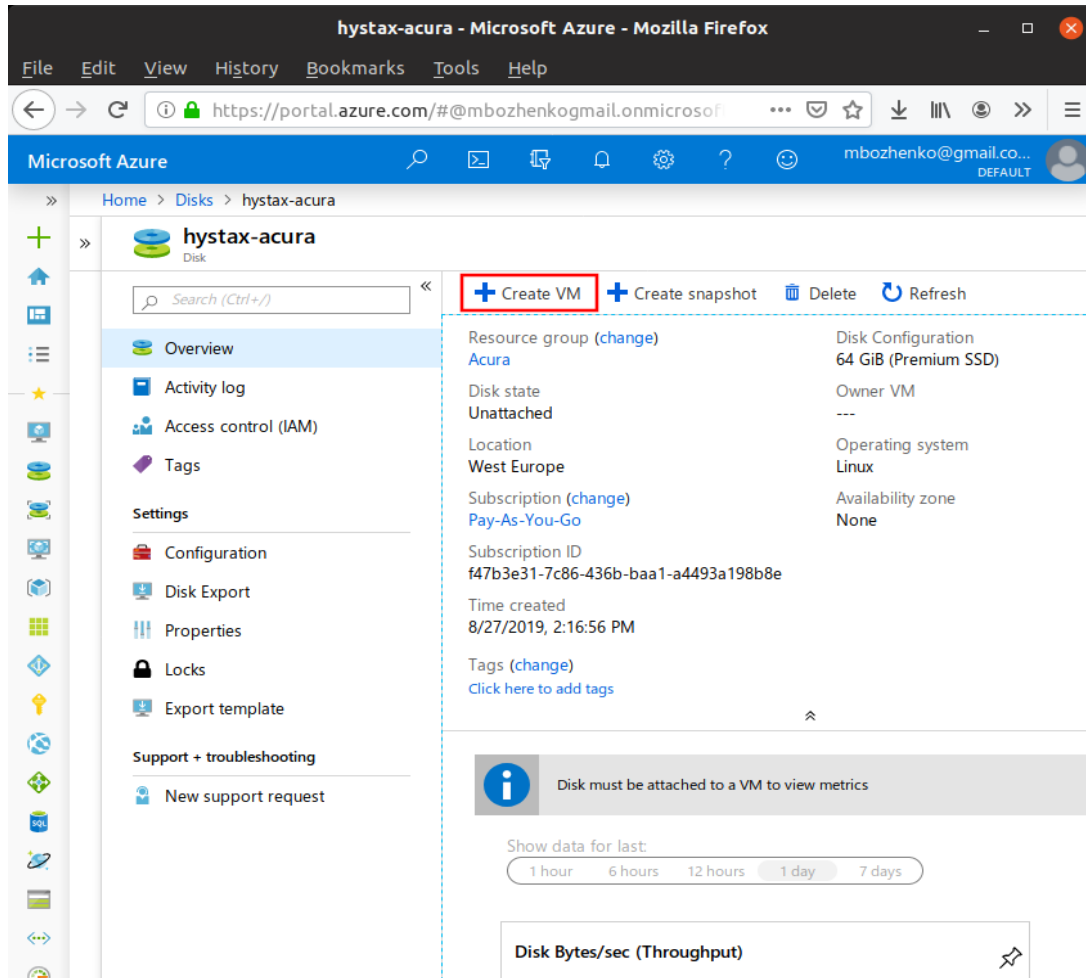 hystax-acura - Microsoft Azure - Mozilla Firefox
File Edit View History Bookmarks Tools Help
https://portal.azure.com/#@mbozhenkogmail.onmicrosof
Microsoft Azure
mbozhenko@gmail.co...
DEFAULT
Home > Disks > hystax-acura
hystax-acura
Disk
Search (Ctrl+/)
Overview
Activity log
Access control (IAM)
Tags
Settings
Configuration
Disk Export
Properties
Locks
Export template
Support + troubleshooting
New support request
Create VM Create snapshot Delete Refresh
Resource group (change)
Acura
Disk state
Unattached
Location
West Europe
Subscription (change)
Pay-As-You-Go
Subscription ID
f47b3e31-7c86-436b-baa1-a4493a198b8e
Time created
8/27/2019, 2:16:56 PM
Tags (change)
Click here to add tags
Disk Configuration
64 GiB (Premium SSD)
Owner VM
---
Operating system
Linux
Availability zone
None
Disk must be attached to a VM to view metrics
Show data for last:
1 hour 6 hours 12 hours 1 day 7 days
Disk Bytes/sec (Throughput)
SQL